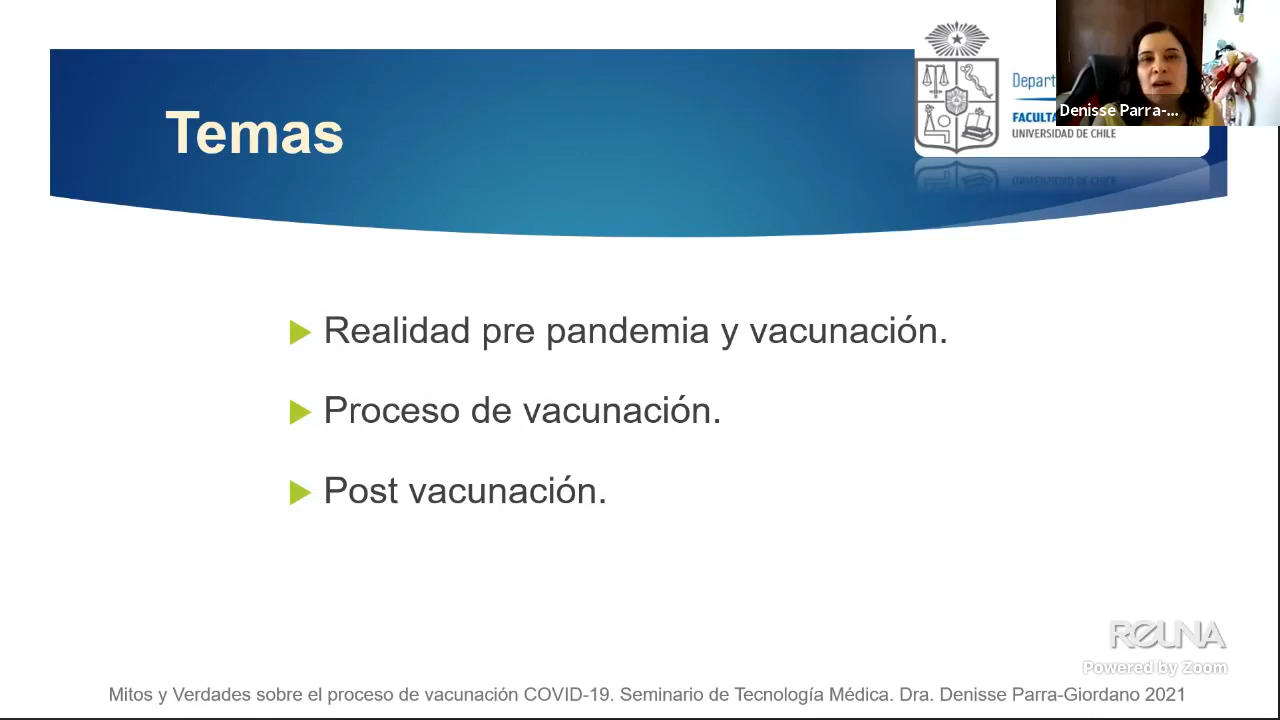 Temas
Depart
FACULTA
UNIVERSIDAD DE CHILE
Denisse Parra-...
Realidad pre pandemia y vacunación.
Proceso de vacunación.
Post vacunación.
REUNA
Powered by Zoom
Mitos y Verdades sobre el proceso de vacunación COVID-19. Seminario de Tecnología Médica. Dra. Denisse Parra-Giordano 2021